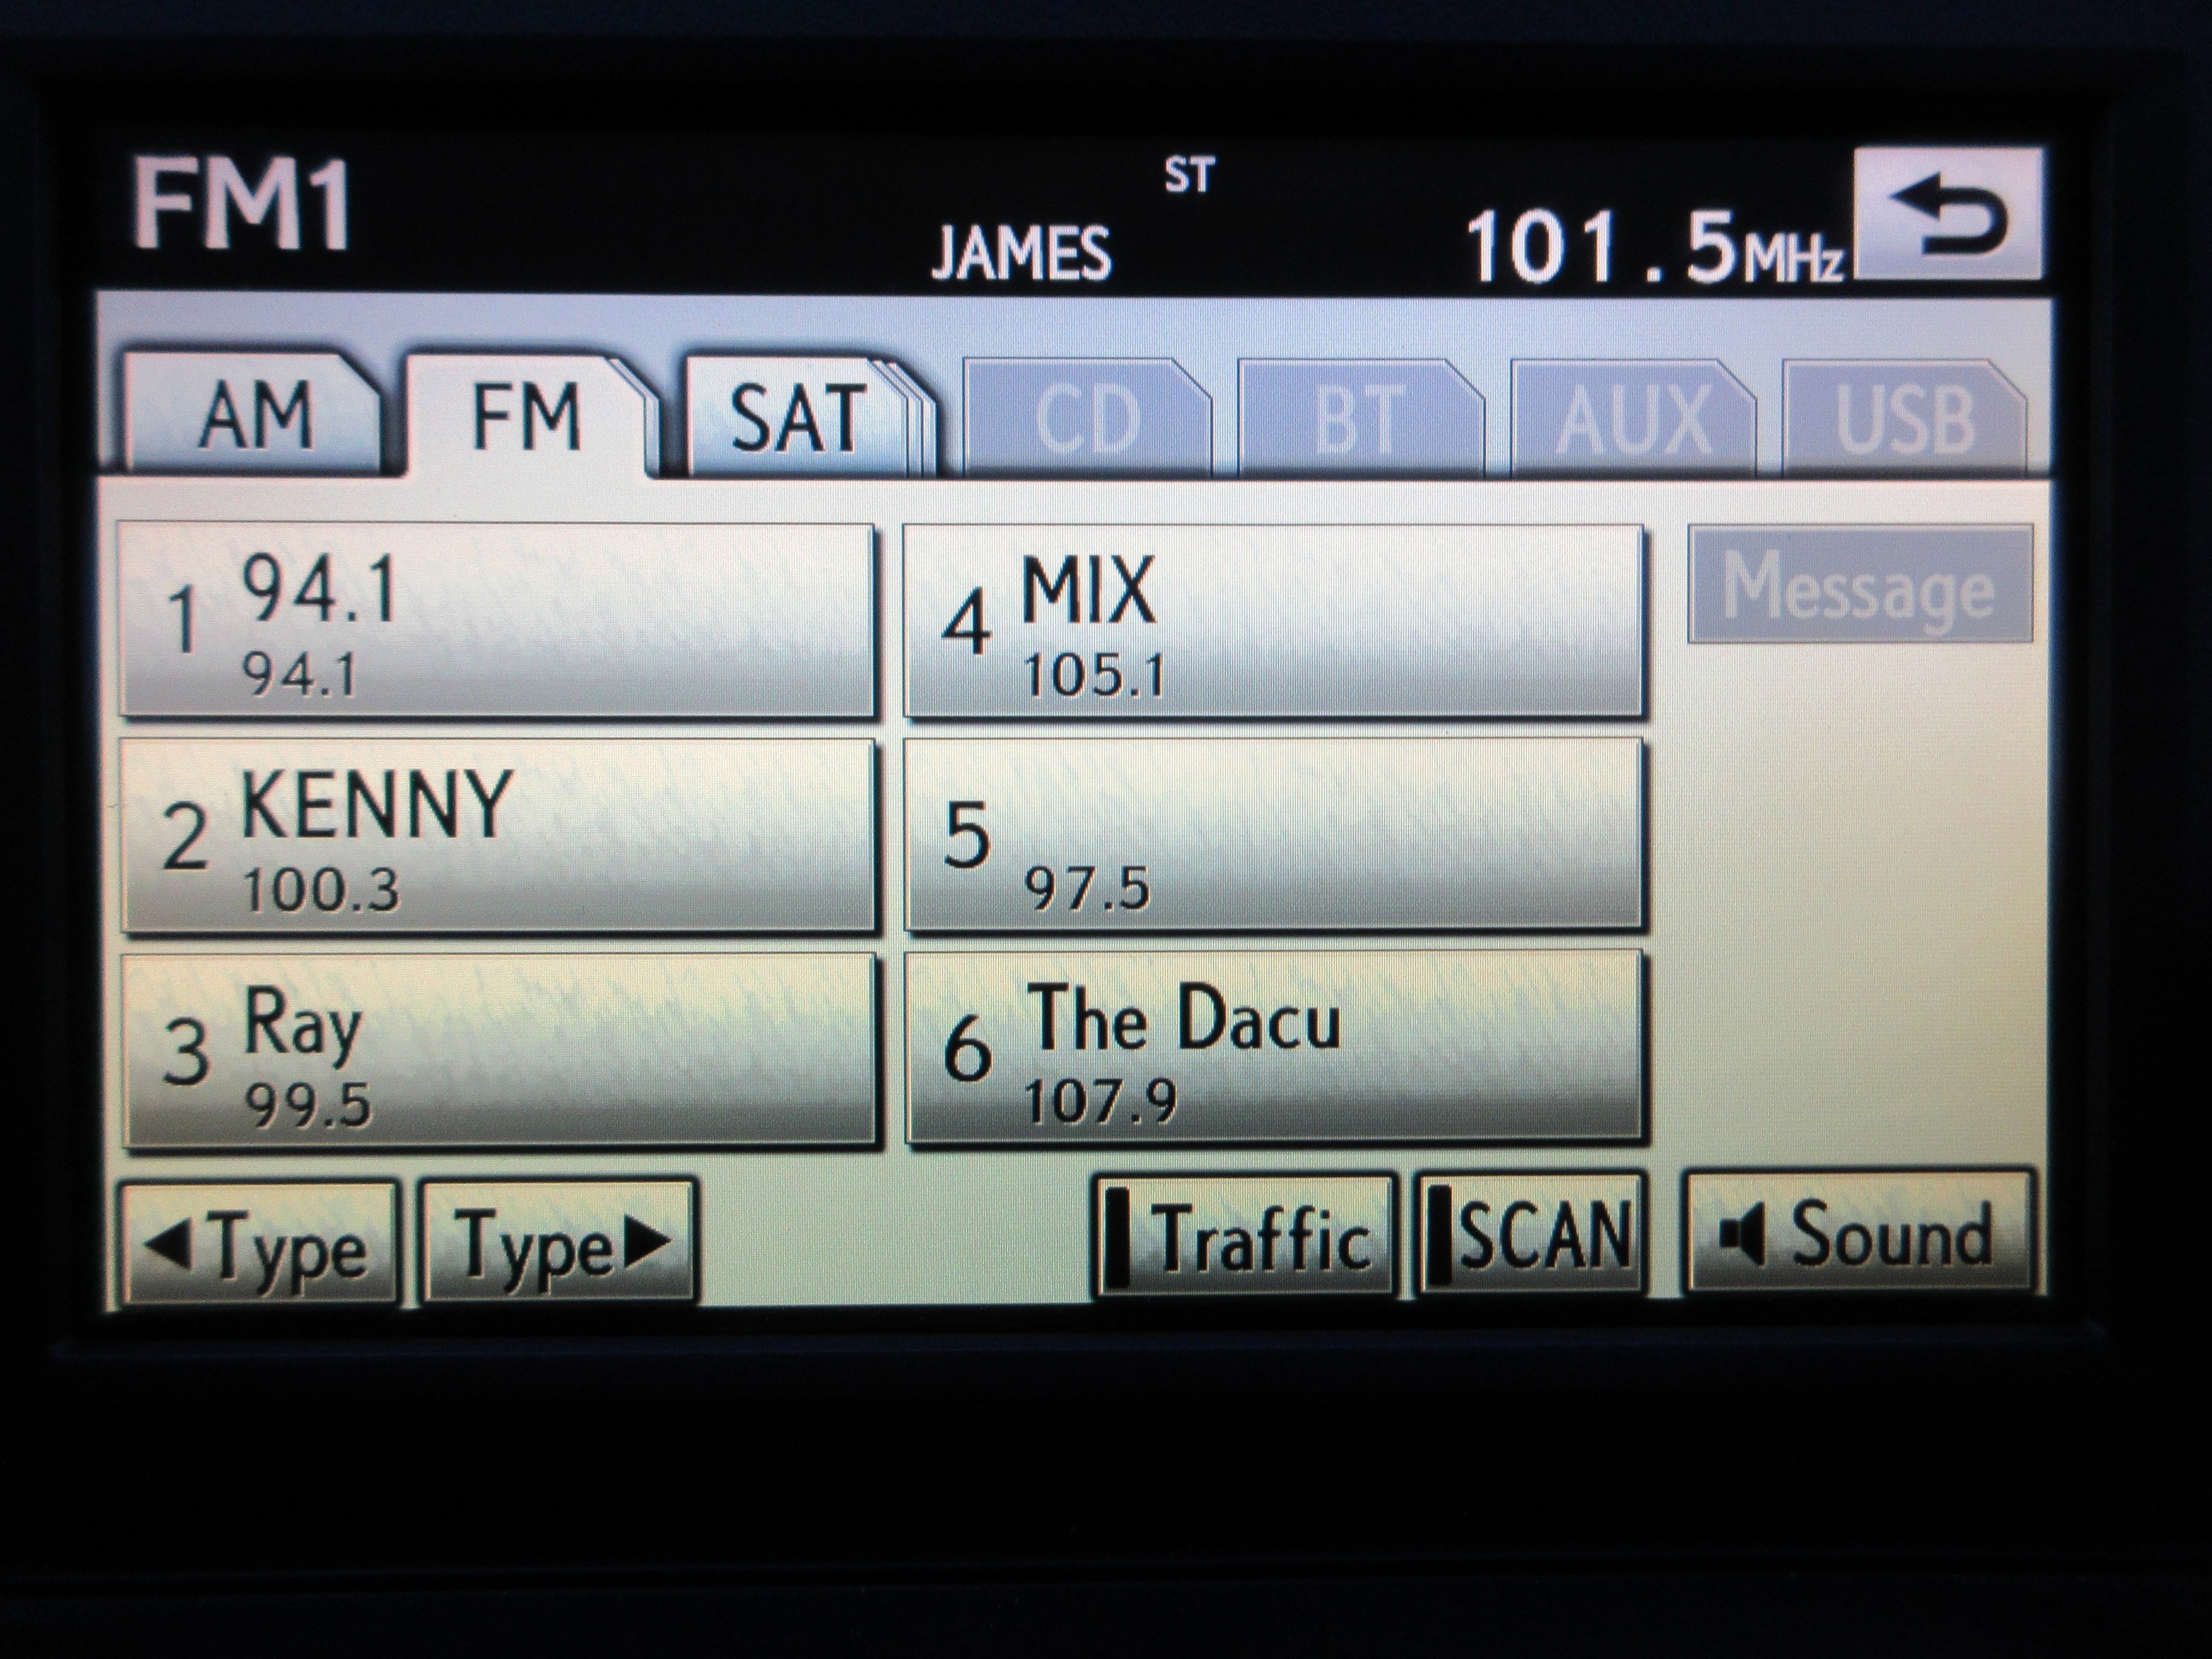 FM1
ST
JAMES
101.5MHz
AM FM SAT CD BT AUX USB
1 94.1
94.1
4 MIX
105.1
Message
2 KENNY
100.3
5
97.5
3 Ray
99.5
6 The Dacu
107.9
Type Type Traffic SCAN Sound